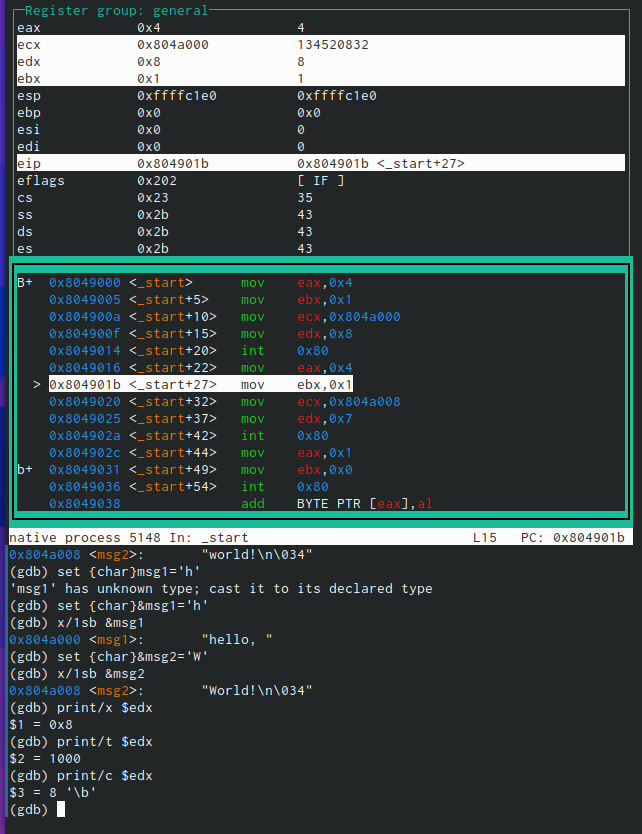 Register group: general
eax 0x4 4
ecx 0x804a000 134520832
edx 0x8 8
ebx 0x1 1
esp 0xffffc1e0 0xffffc1e0
ebp 0x0 0x0
esi 0x0 0
edi 0x0 0
eip 0x804901b 0x804901b <_start+27>
eflags 0x202 [ IF ]
cs 0x23 35
ss 0x2b 43
ds 0x2b 43
es 0x2b 43
B+ 0x8049000 <_start> mov eax,0x4
0x8049005 <_start+5> mov ebx,0x1
0x804900a <_start+10> mov ecx,0x804a000
0x804900f <_start+15> mov edx,0x8
0x8049014 <_start+20> int 0x80
0x8049016 <_start+22> mov eax,0x4
> 0x804901b <_start+27> mov ebx,0x1
0x8049020 <_start+32> mov ecx,0x804a008
0x8049025 <_start+37> mov edx,0x7
0x804902a <_start+42> int 0x80
0x804902c <_start+44> mov eax,0x1
b+ 0x8049031 <_start+49> mov ebx,0x0
0x8049036 <_start+54> int 0x80
0x8049038 add BYTE PTR [eax],al
native process 5148 In: _start L15 PC: 0x804901b
0x804a008 <msg2>: "world!\n\034"
(gdb) set {char}msg1='h'
'msg1' has unknown type; cast it to its declared type
(gdb) set {char}&msg1='h'
(gdb) x/1sb &msg1
0x804a000 <msg1>: "hello, "
(gdb) set {char}&msg2='W'
(gdb) x/1sb &msg2
0x804a008 <msg2>: "World!\n\034"
(gdb) print/x $edx
$1 = 0x8
(gdb) print/t $edx
$2 = 1000
(gdb) print/c $edx
$3 = 8 '\b'
(gdb)